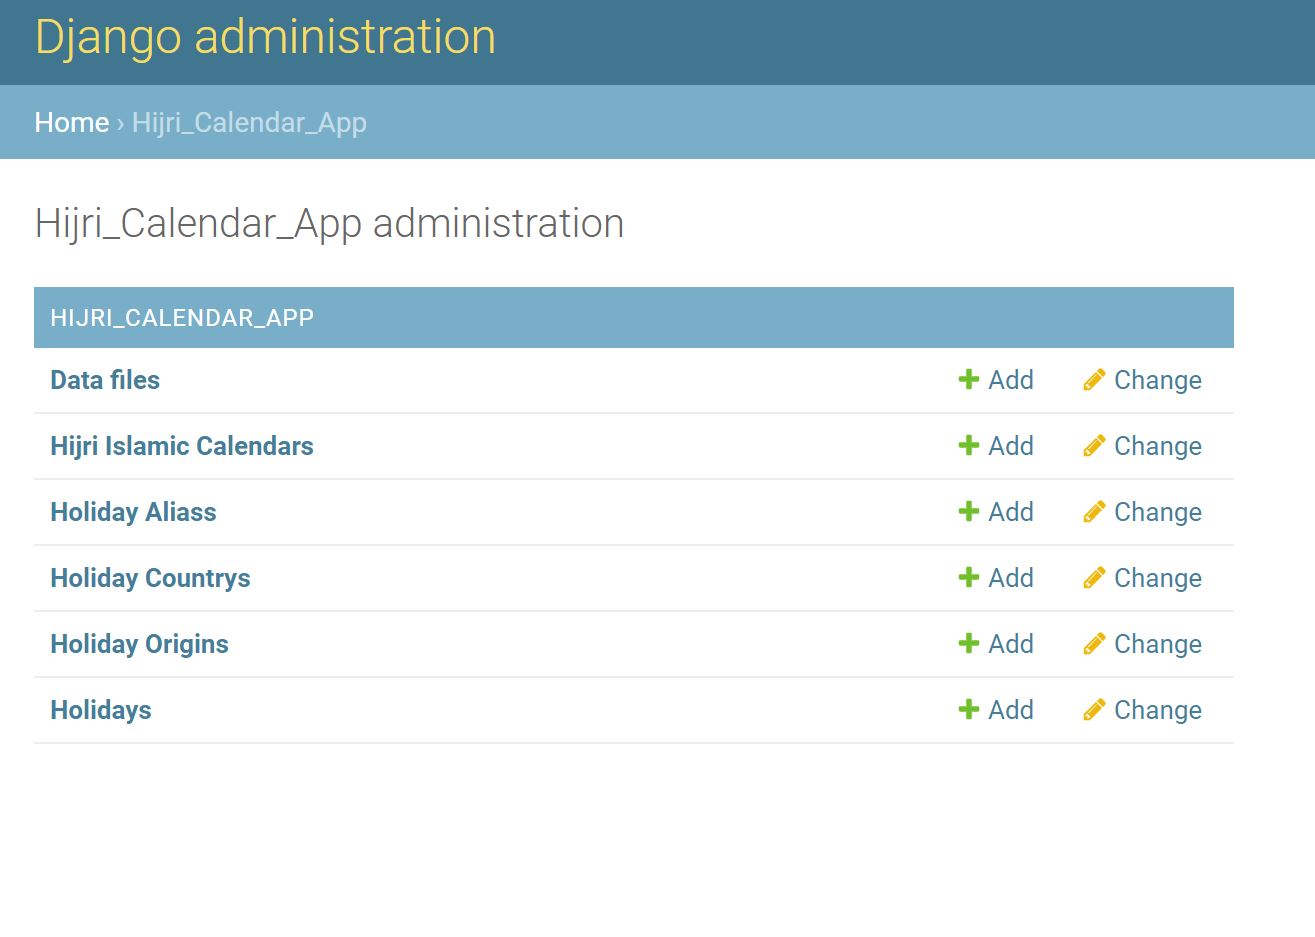 Django administration
Home › Hijri_Calendar_App
Hijri_Calendar_App administration
HIJRI_CALENDAR_APP
Data files Add Change
Hijri Islamic Calendars Add Change
Holiday Aliass Add Change
Holiday Countrys Add Change
Holiday Origins Add Change
Holidays Add Change